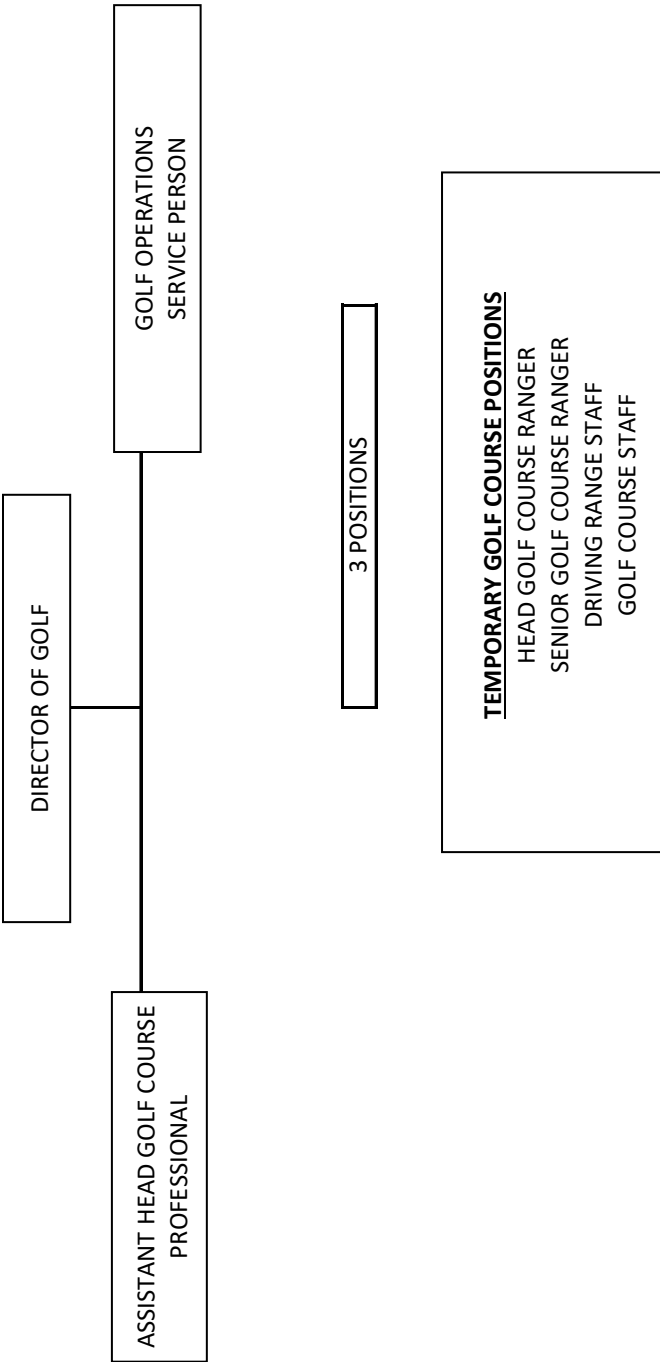 DIRECTOR OF GOLF
ASSISTANT HEAD GOLF COURSE
PROFESSIONAL
GOLF OPERATIONS
SERVICE PERSON
3 POSITIONS
TEMPORARY GOLF COURSE POSITIONS
HEAD GOLF COURSE RANGER
SENIOR GOLF COURSE RANGER
DRIVING RANGE STAFF
GOLF COURSE STAFF